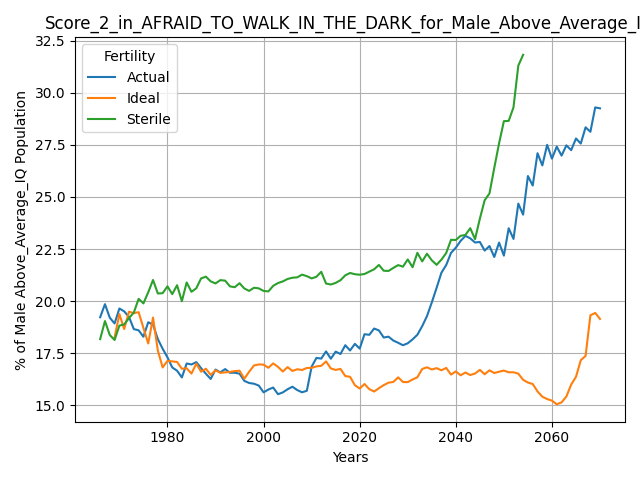 Score_2_in_AFRAID_TO_WALK_IN_THE_DARK_for_Male_Above_Average_I
32.5
30.0
27.5
25.0
22.5
20.0
17.5
15.0
% of Male Above_Average_IQ Population
Fertility
Actual
Ideal
Sterile
1980
2000
2020
2040
2060
Years